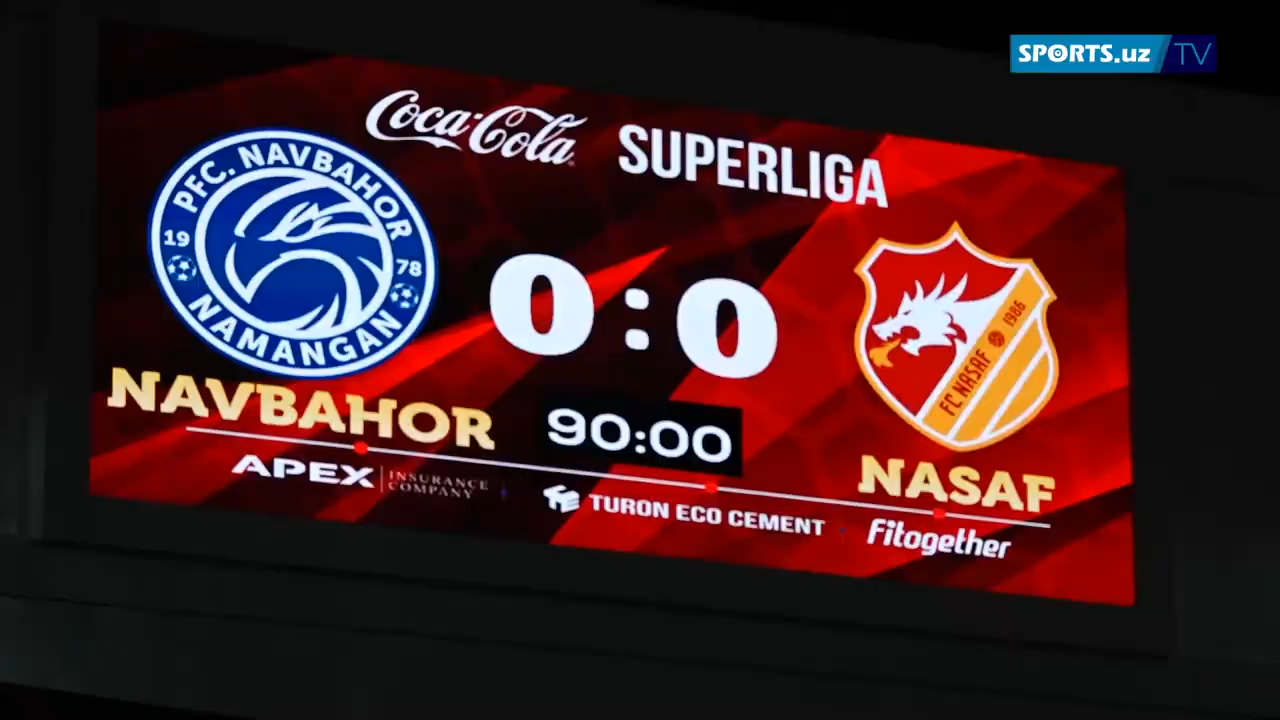 SPORTS.uz TV
Coca-Cola SUPERLIGA
PFC. NAVBAHOR
19 78
NAMANGAN
0:0
FC NASAF 1986
NAVBAHOR
90:00
NASAF
APEX INSURANCE
COMPANY
TURON ECO CEMENT
Fitogether